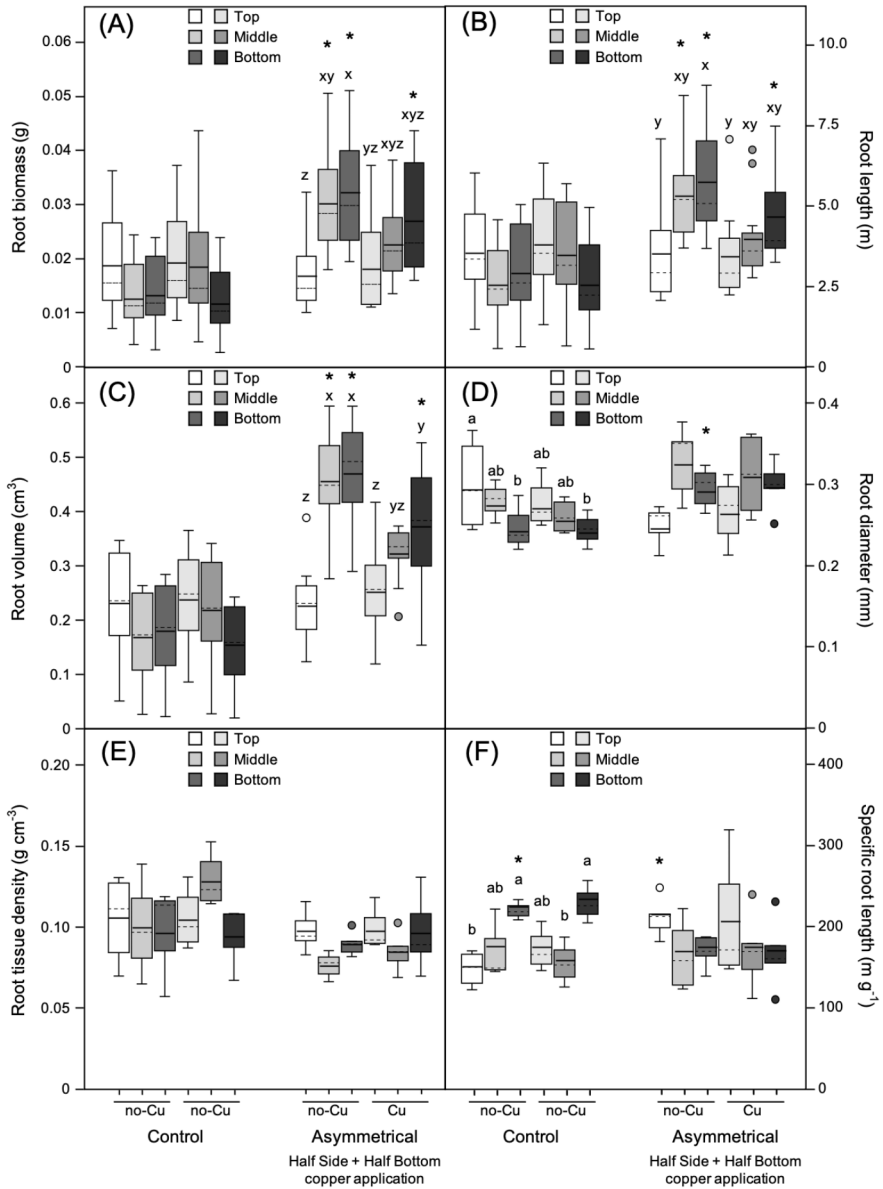 (A)
Top
Middle
Bottom
0.06
0.05
0.04
0.03
0.02
0.01
0
Root biomass (g)
* *
xy x
z
yz xyz
*
xyz
(B)
Top
Middle
Bottom
10.0
7.5
5.0
2.5
0
Root length (m)
* *
xy x
y
y xy
*
xy
(C)
Top
Middle
Bottom
0.6
0.5
0.4
0.3
0.2
0.1
0
Root volume (cm3)
* *
x x
z
z
yz
*
y
(D)
Top
Middle
Bottom
0.4
0.3
0.2
0.1
0
Root diameter (mm)
a
ab
b
ab
ab
b
*
(E)
Top
Middle
Bottom
0.20
0.15
0.10
0.05
0
Root tissue density (g cm-3)
(F)
Top
Middle
Bottom
400
300
200
100
0
Specific root length (m g-1)
b
ab
*
a
ab
b
a
*
no-Cu no-Cu no-Cu Cu
Control Asymmetrical
Half Side + Half Bottom
copper application
no-Cu no-Cu no-Cu Cu
Control Asymmetrical
Half Side + Half Bottom
copper application